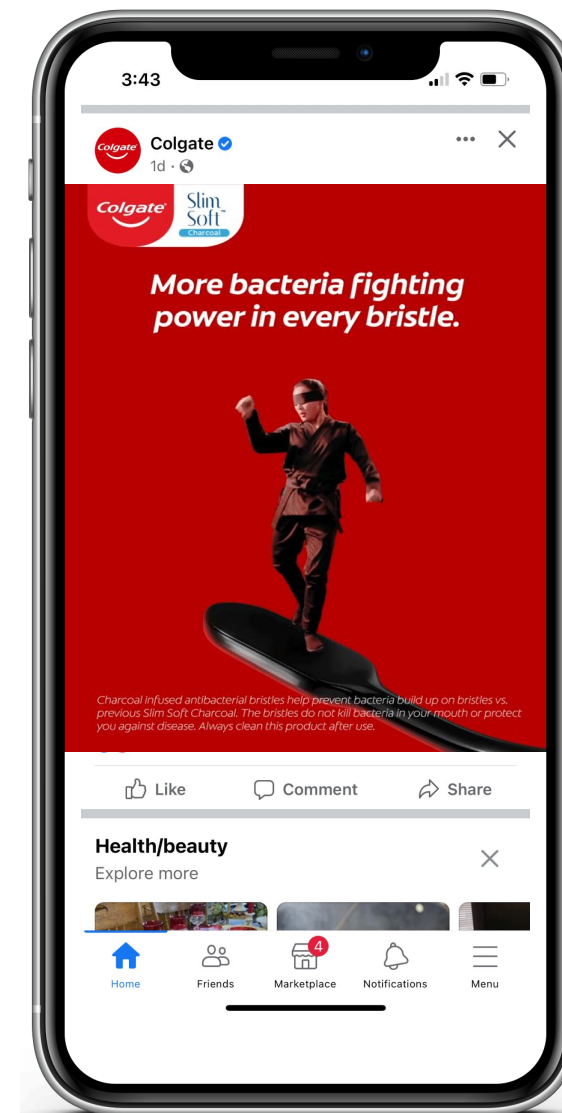 3:43
Colgate
Colgate
1d ·
Colgate
Slim
Soft™
Charcoal
More bacteria fighting
power in every bristle.
Charcoal infused antibacterial bristles help prevent bacteria build up on bristles vs.
previous Slim Soft Charcoal. The bristles do not kill bacteria in your mouth or protect
you against disease. Always clean this product after use.
Like Comment Share
Health/beauty
Explore more
4
Home Friends Marketplace Notifications Menu